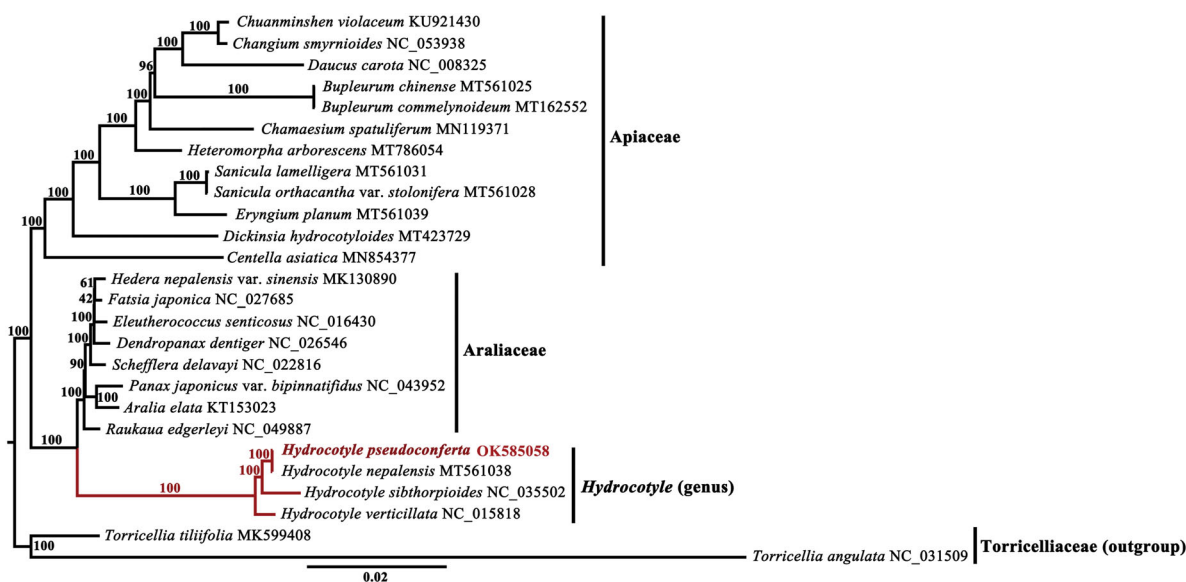 Chuanminshen violaceum KU921430
100
Changium smyrnioides NC_053938
100
Daucus carota NC_008325
96
Bupleurum chinense MT561025
100
Bupleurum commelynoideum MT162552
100
Chamaesium spatuliferum MN119371
Apiaceae
100
Heteromorpha arborescens MT786054
100
Sanicula lamelligera MT561031
100
100
Sanicula orthacantha var. stolonifera MT561028
100
Eryngium planum MT561039
100
Dickinsia hydrocotyloides MT423729
Centella asiatica MN854377
61
Hedera nepalensis var. sinensis MK130890
42
Fatsia japonica NC_027685
100
Eleutherococcus senticosus NC_016430
100
100
Dendropanax dentiger NC_026546
Araliaceae
90
Schefflera delavayi NC_022816
Panax japonicus var. bipinnatifidus NC_043952
100
100
Aralia elata KT153023
Raukaua edgerleyi NC_049887
100
Hydrocotyle pseudoconferta OK585058
100
Hydrocotyle nepalensis MT561038
100
Hydrocotyle (genus)
100
Hydrocotyle sibthorpioides NC_035502
Hydrocotyle verticillata NC_015818
Torricellia tiliifolia MK599408
100
Torricelliaceae (outgroup)
Torricellia angulata NC_031509
0.02